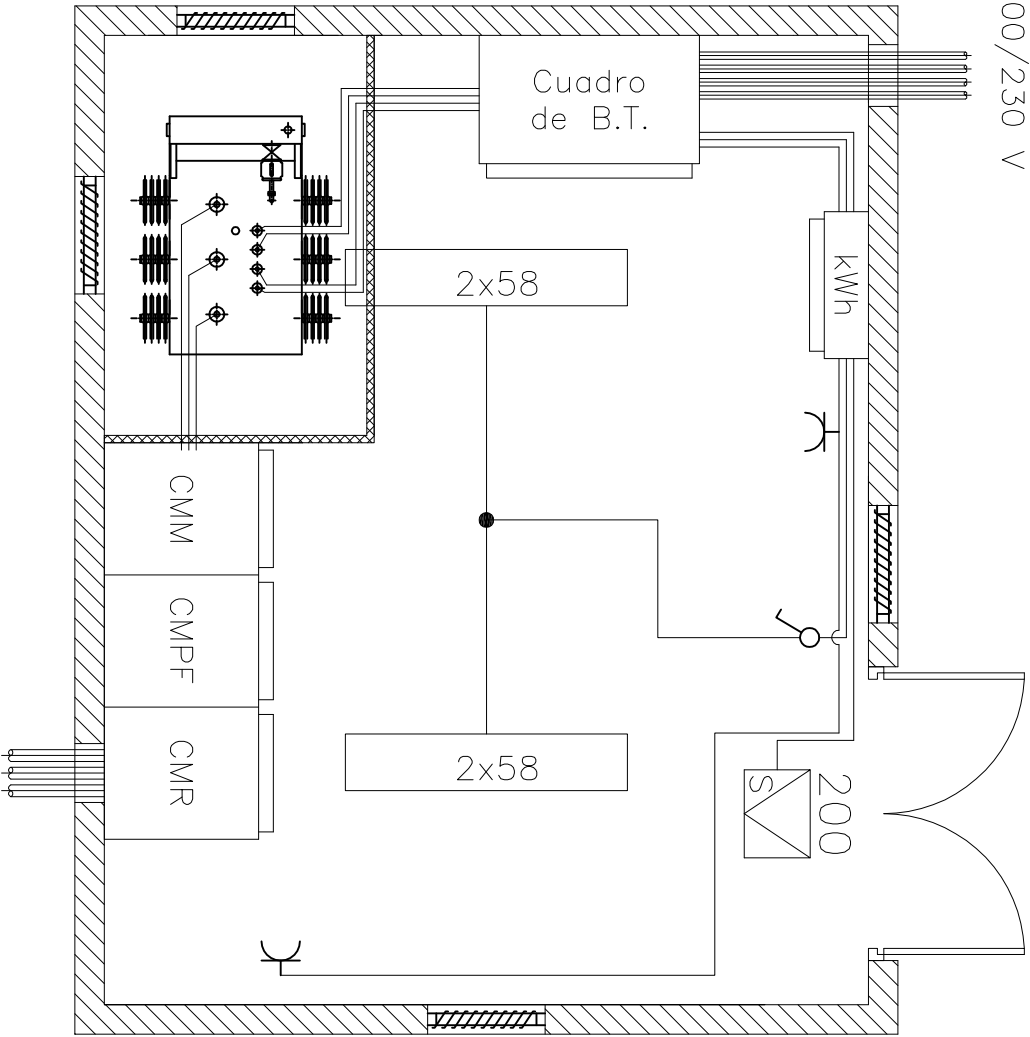 00/230 V
Cuadro
de B.T.
kWh
2x58
CMM
CMPF
CMR
2x58
S
200